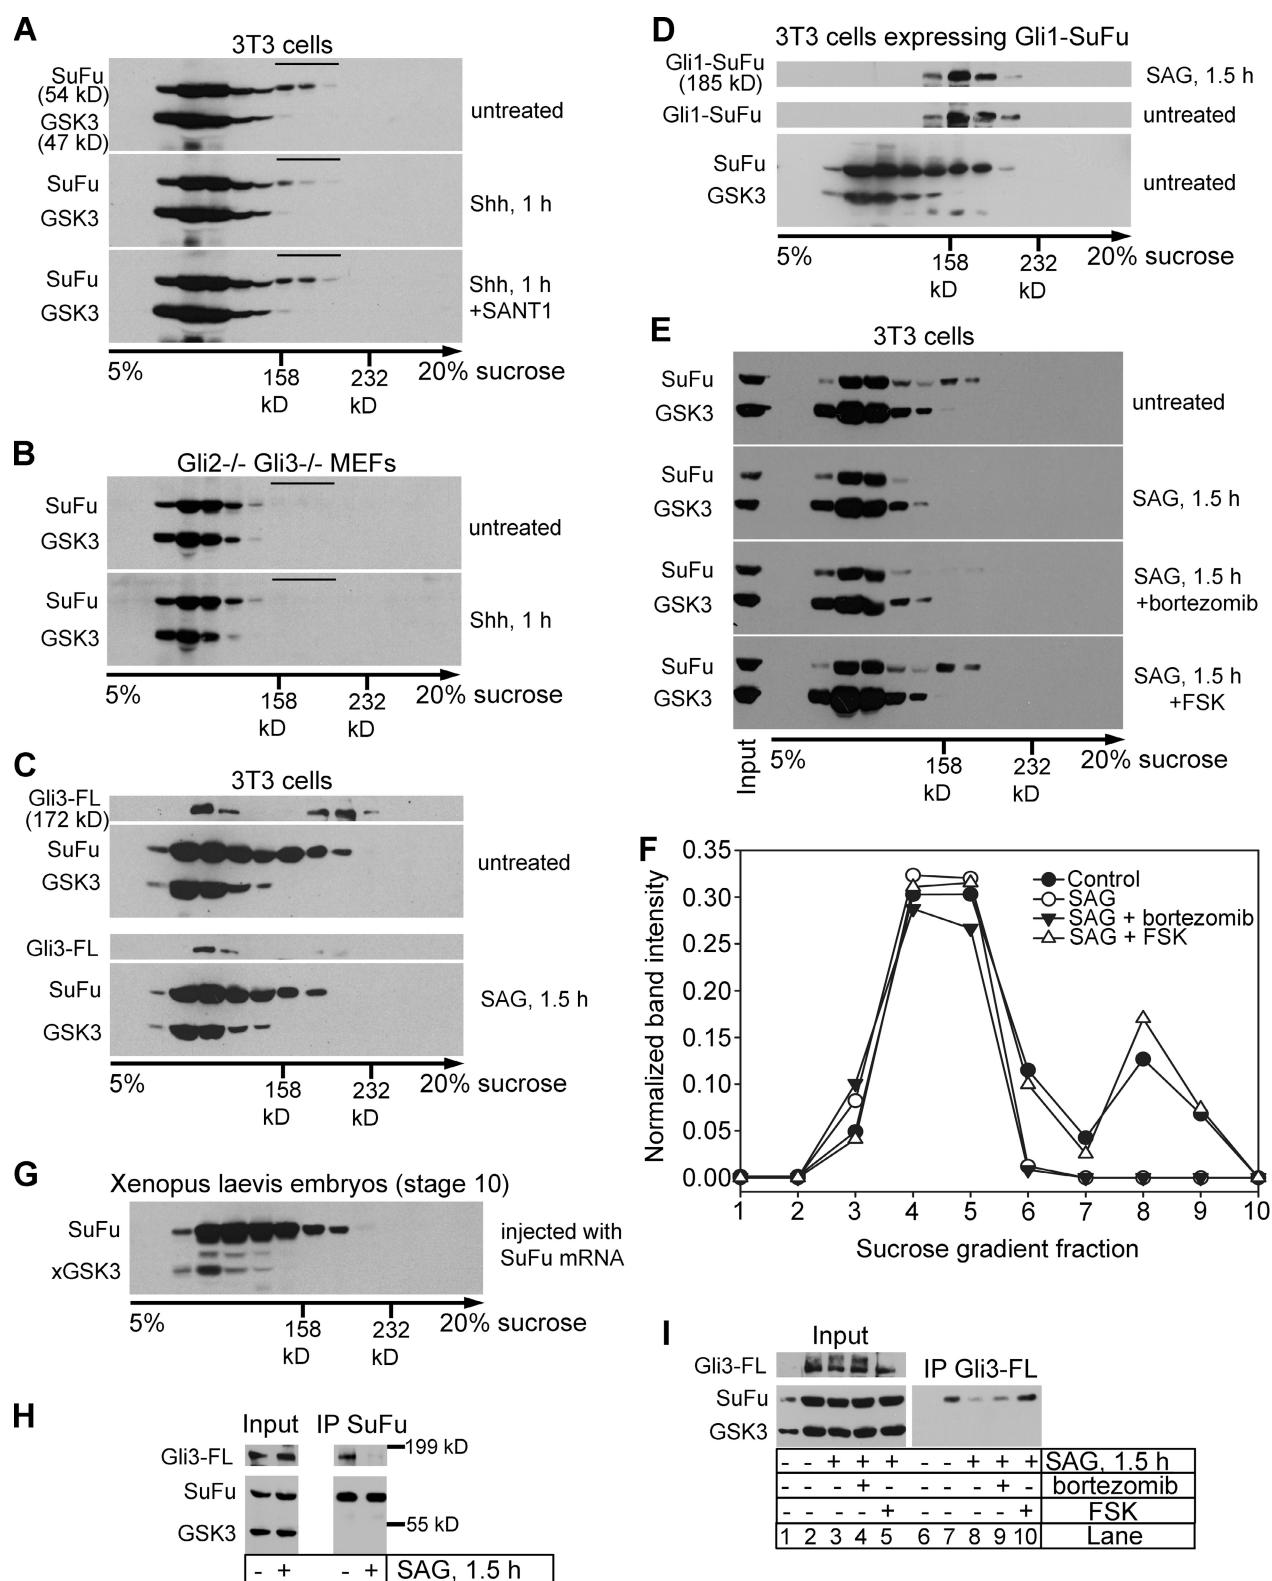 A
3T3 cells
SuFu
(54 kD)
GSK3
(47 kD)
untreated
SuFu
GSK3
Shh, 1 h
SuFu
GSK3
Shh, 1 h
+SANT1
5%
158
kD
232
kD
20% sucrose
B
Gli2-/- Gli3-/- MEFs
SuFu
GSK3
untreated
SuFu
GSK3
Shh, 1 h
5%
158
kD
232
kD
20% sucrose
C
3T3 cells
Gli3-FL
(172 kD)
SuFu
GSK3
untreated
Gli3-FL
SuFu
GSK3
SAG, 1.5 h
5%
158
kD
232
kD
20% sucrose
D
3T3 cells expressing Gli1-SuFu
Gli1-SuFu
(185 kD)
SAG, 1.5 h
Gli1-SuFu
untreated
SuFu
GSK3
untreated
5%
158
kD
232
kD
20% sucrose
E
3T3 cells
SuFu
GSK3
untreated
SuFu
GSK3
SAG, 1.5 h
SuFu
GSK3
SAG, 1.5 h
+bortezomib
SuFu
GSK3
SAG, 1.5 h
+FSK
Input
5%
158
kD
232
kD
20% sucrose
F
Normalized band intensity
0.35
0.30
0.25
0.20
0.15
0.10
0.05
0.00
Control
SAG
SAG + bortezomib
SAG + FSK
1 2 3 4 5 6 7 8 9 10
Sucrose gradient fraction
G
Xenopus laevis embryos (stage 10)
SuFu
xGSK3
injected with
SuFu mRNA
5%
158
kD
232
kD
20% sucrose
H
Input IP SuFu
Gli3-FL
199 kD
SuFu
GSK3
55 kD
- + - + SAG, 1.5 h
I
Input
Gli3-FL
IP Gli3-FL
SuFu
GSK3
- - + + + - - + + + SAG, 1.5 h
- - - + - - - - + - bortezomib
- - - - + - - - - + FSK
1 2 3 4 5 6 7 8 9 10 Lane